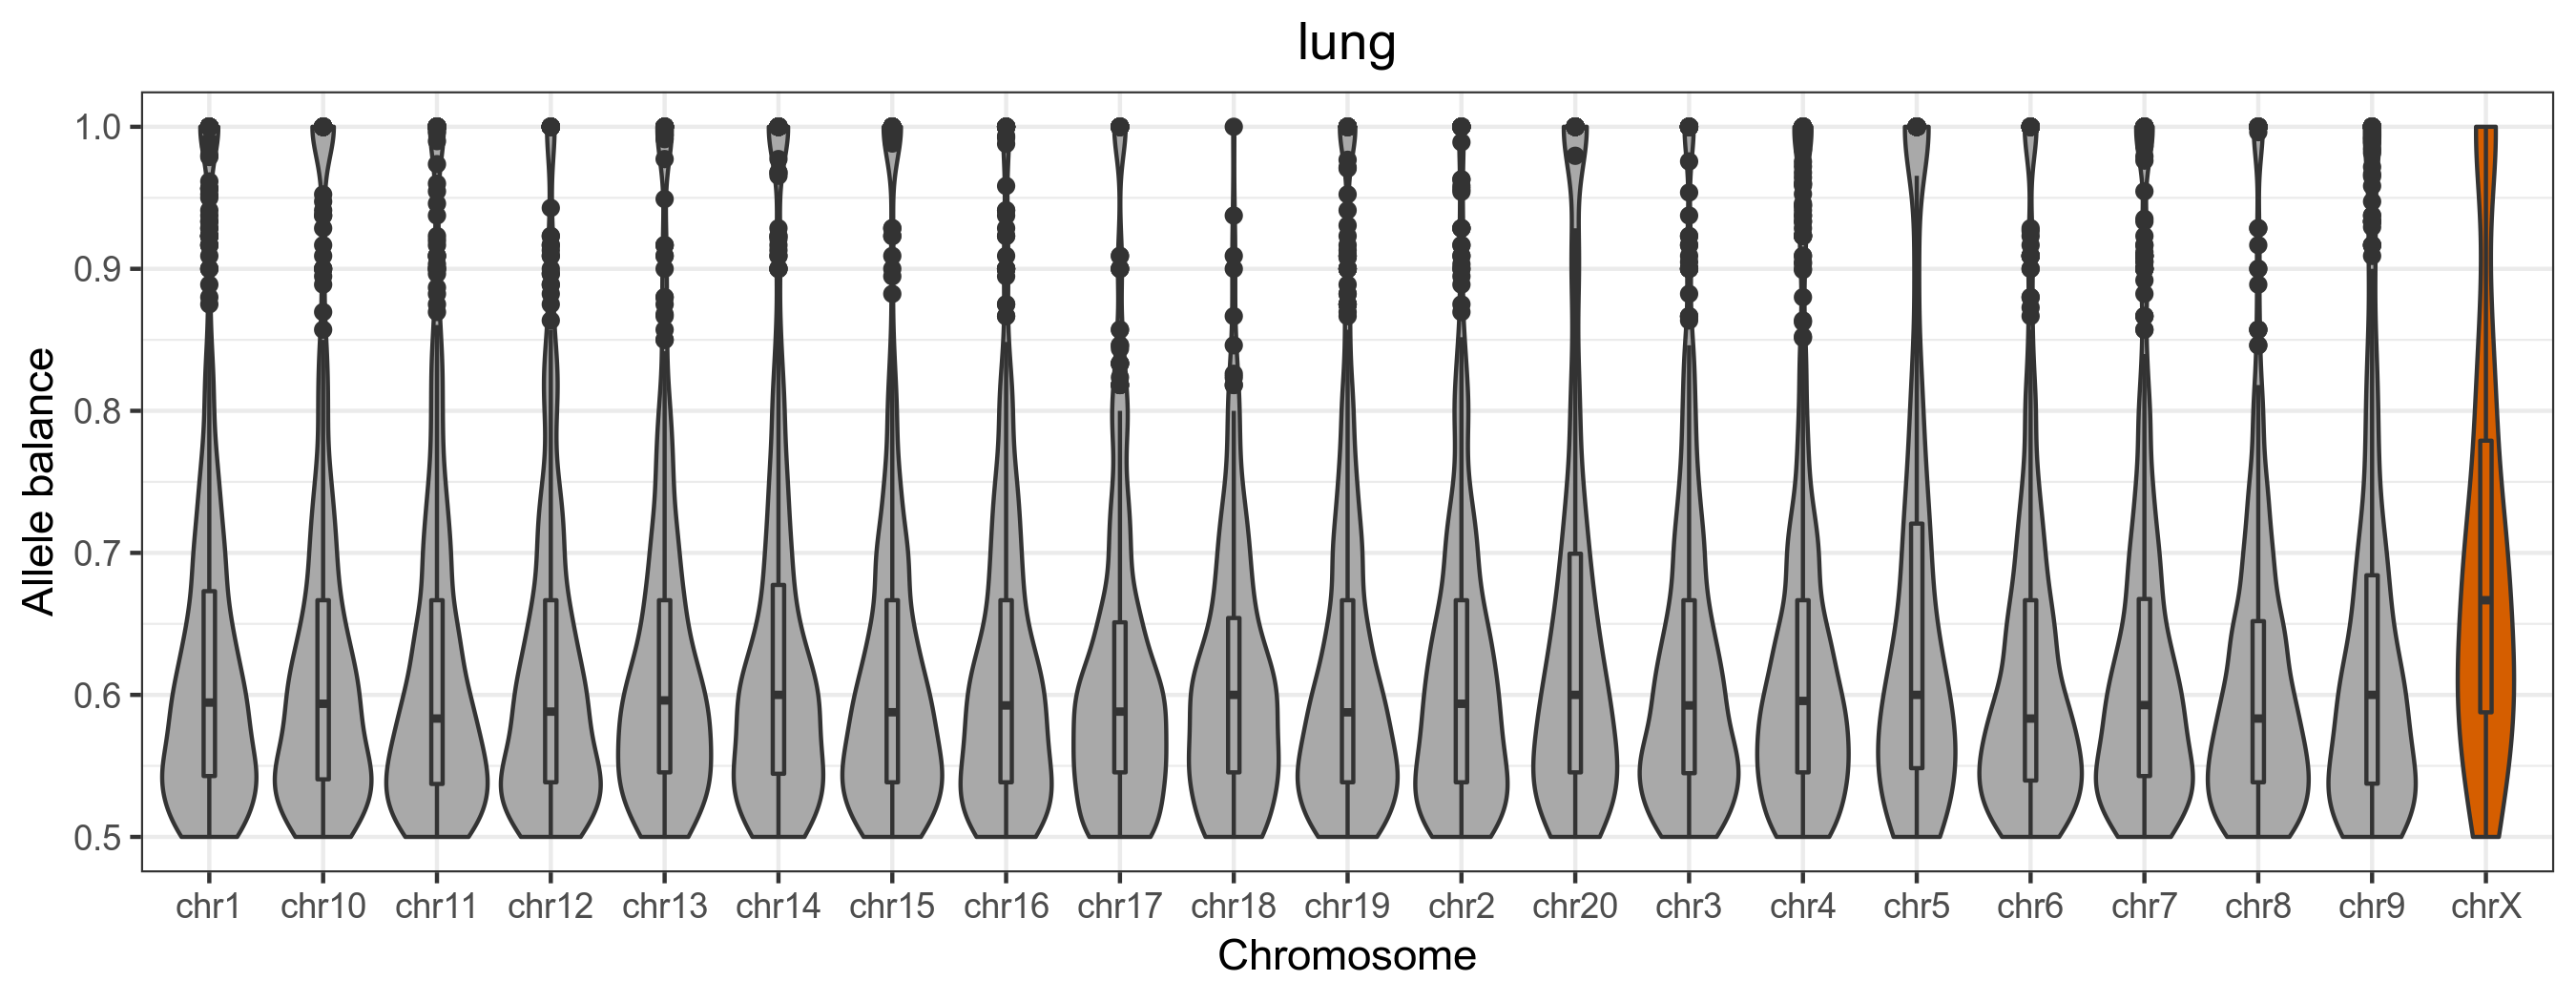 lung
Allele balance
1.0
0.9
0.8
0.7
0.6
0.5
chr1 chr10 chr11 chr12 chr13 chr14 chr15 chr16 chr17 chr18 chr19 chr2 chr20 chr3 chr4 chr5 chr6 chr7 chr8 chr9 chrX
Chromosome